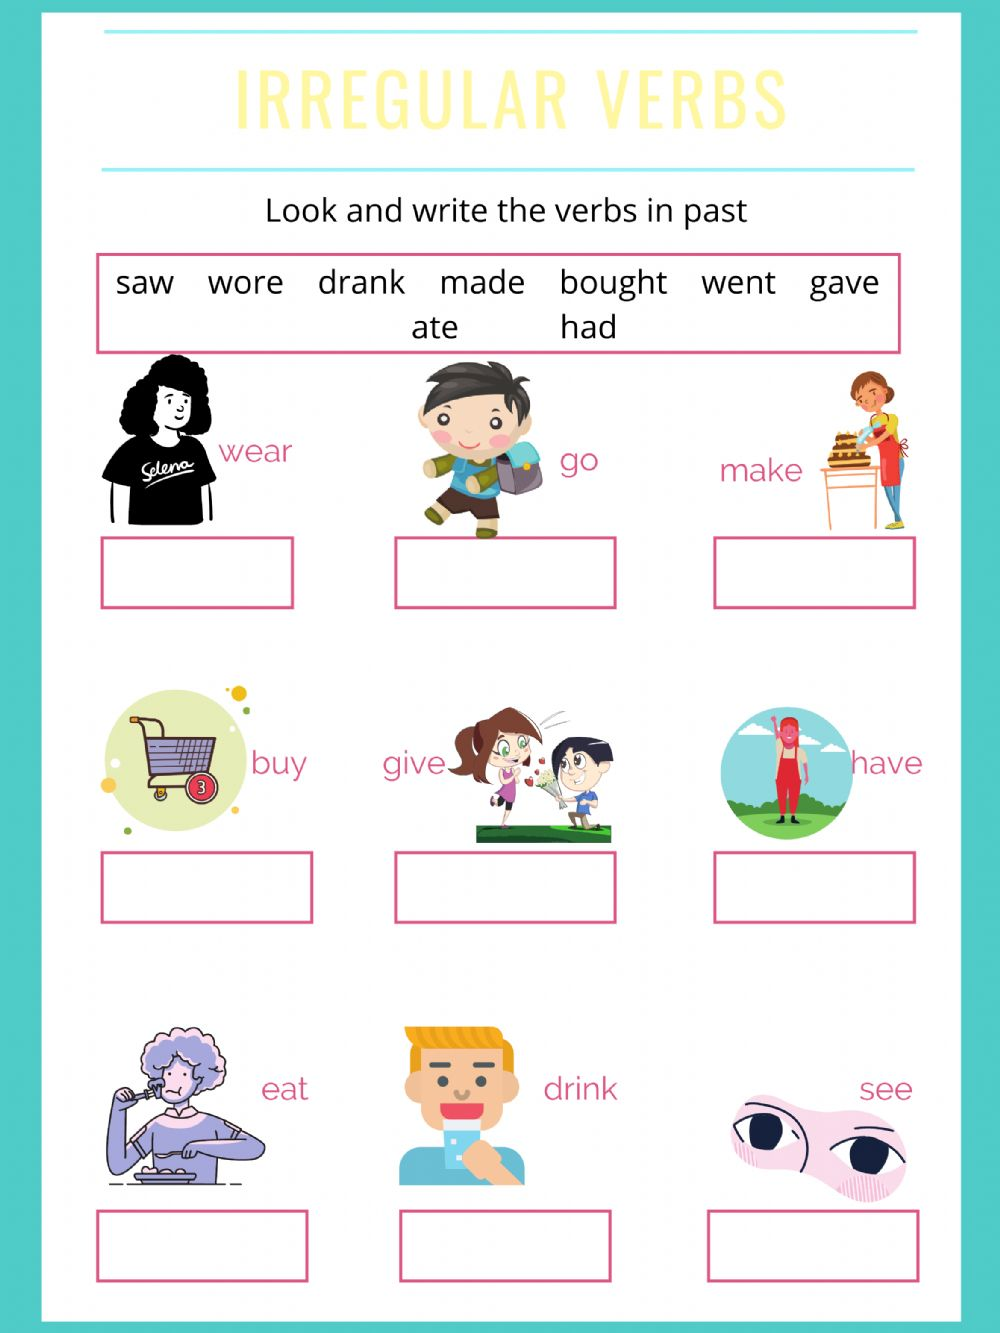 IRREGULAR VERBS
Look and write the verbs in past
saw wore drank made bought went gave
ate had
Selena
wear
go
make
buy
3
give
have
eat
drink
see